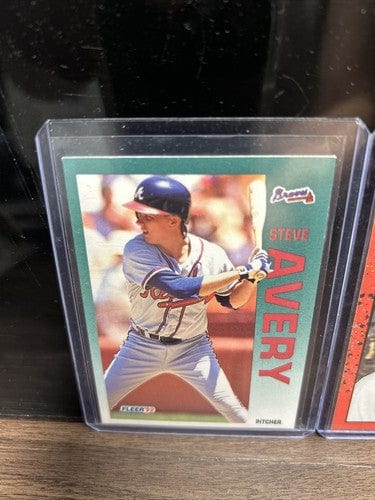 Braves
STEVE
AVERY
A
FLEER '92
PITCHER